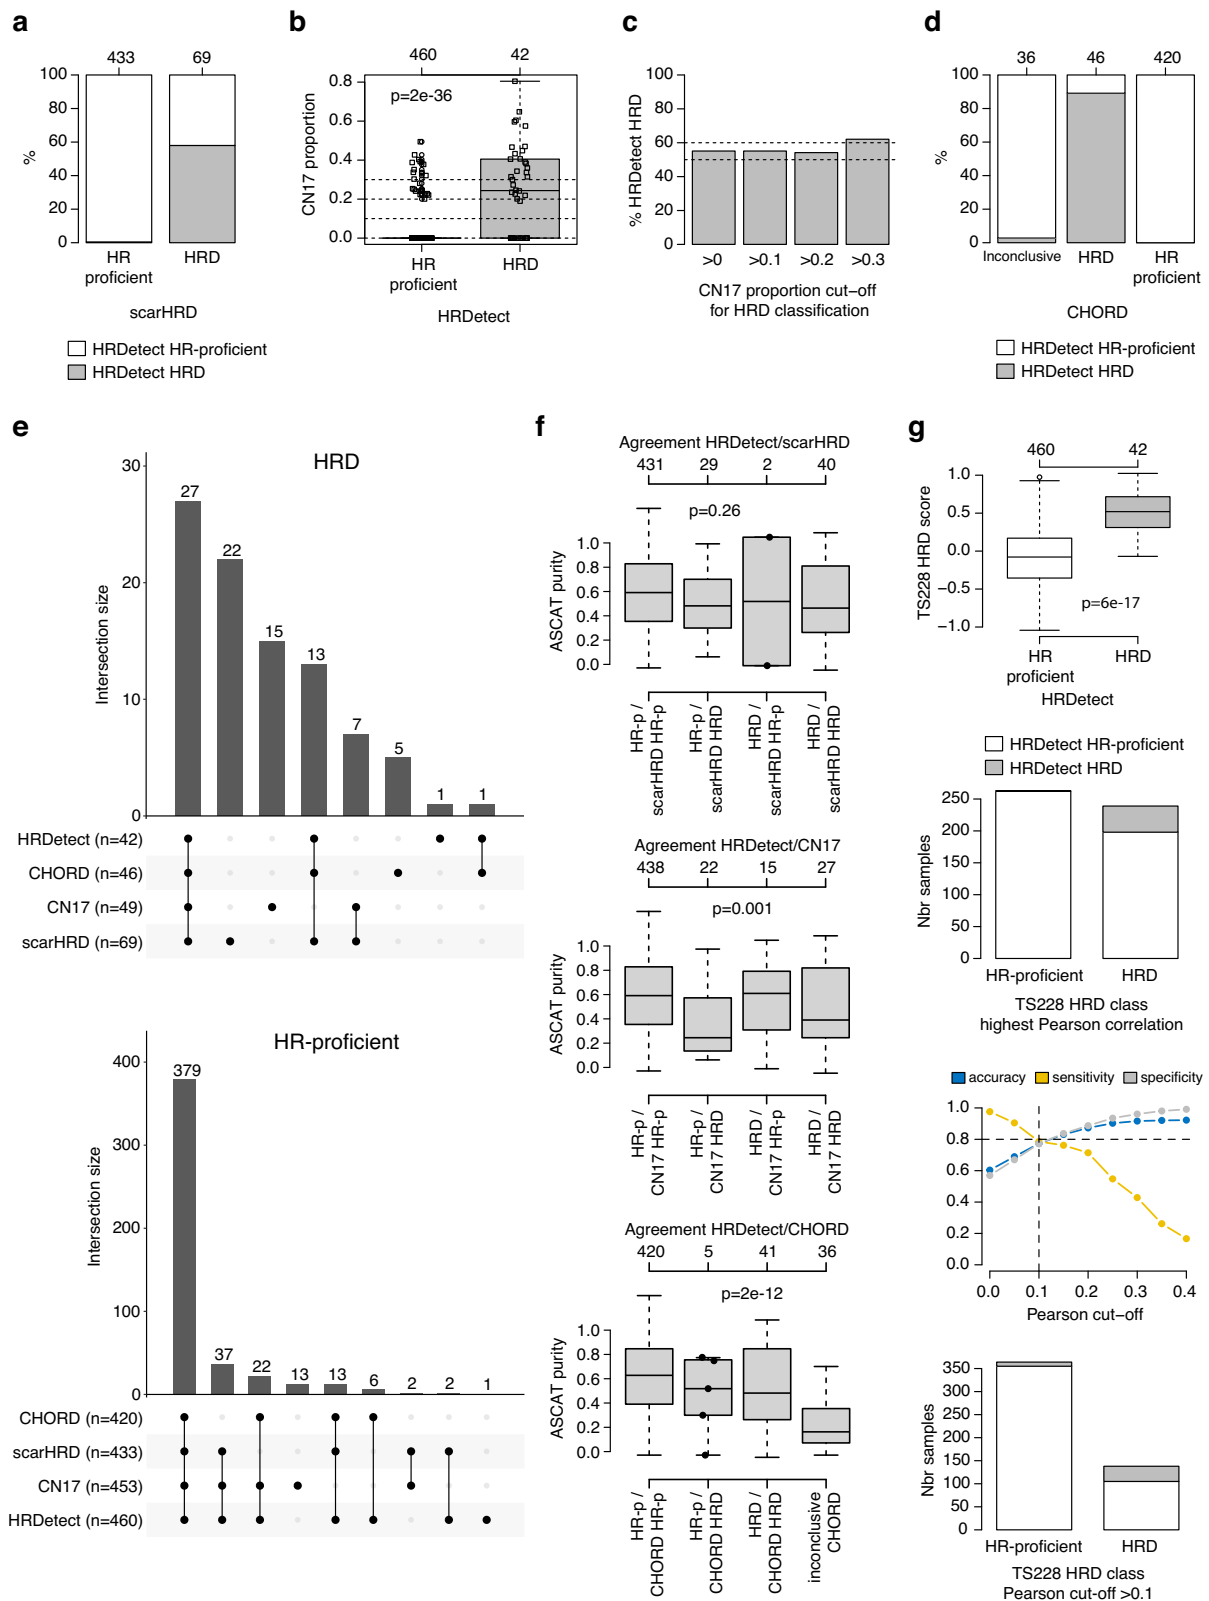 a
433
69
100
80
60
40
20
0
%
HR
proficient
HRD
scarHRD
HRDetect HR-proficient
HRDetect HRD
b
460
42
p=2e-36
0.8
0.6
0.4
0.2
0.0
CN17 proportion
HR
proficient
HRD
HRDetect
c
100
80
60
40
20
0
% HRDetect HRD
>0
>0.1
>0.2
>0.3
CN17 proportion cut-off
for HRD classification
d
36
46
420
100
80
60
40
20
0
%
Inconclusive
HRD
HR
proficient
CHORD
HRDetect HR-proficient
HRDetect HRD
e
HRD
30
20
10
0
Intersection size
27
22
15
13
7
5
1
1
HRDetect (n=42)
CHORD (n=46)
CN17 (n=49)
scarHRD (n=69)
HR-proficient
400
300
200
100
0
Intersection size
379
37
22
13
13
6
2
2
1
CHORD (n=420)
scarHRD (n=433)
CN17 (n=453)
HRDetect (n=460)
f
Agreement HRDetect/scarHRD
431
29
2
40
p=0.26
1.0
0.8
0.6
0.4
0.2
0.0
ASCAT purity
HR-p /
scarHRD HR-p
HR-p /
scarHRD HRD
HRD /
scarHRD HR-p
HRD /
scarHRD HRD
Agreement HRDetect/CN17
438
22
15
27
p=0.001
1.0
0.8
0.6
0.4
0.2
0.0
ASCAT purity
HR-p /
CN17 HR-p
HR-p /
CN17 HRD
HRD /
CN17 HR-p
HRD /
CN17 HRD
Agreement HRDetect/CHORD
420
5
41
36
p=2e-12
1.0
0.8
0.6
0.4
0.2
0.0
ASCAT purity
HR-p /
CHORD HR-p
HR-p /
CHORD HRD
HRD /
CHORD HRD
inconclusive
CHORD
g
460
42
1.0
0.5
0.0
-0.5
-1.0
TS228 HRD score
p=6e-17
HR
proficient
HRD
HRDetect
HRDetect HR-proficient
HRDetect HRD
250
200
150
100
50
0
Nbr samples
HR-proficient
HRD
TS228 HRD class
highest Pearson correlation
accuracy
sensitivity
specificity
1.0
0.8
0.6
0.4
0.2
0.0
0.0
0.1
0.2
0.3
0.4
Pearson cut-off
350
300
250
200
150
100
50
0
Nbr samples
HR-proficient
HRD
TS228 HRD class
Pearson cut-off >0.1